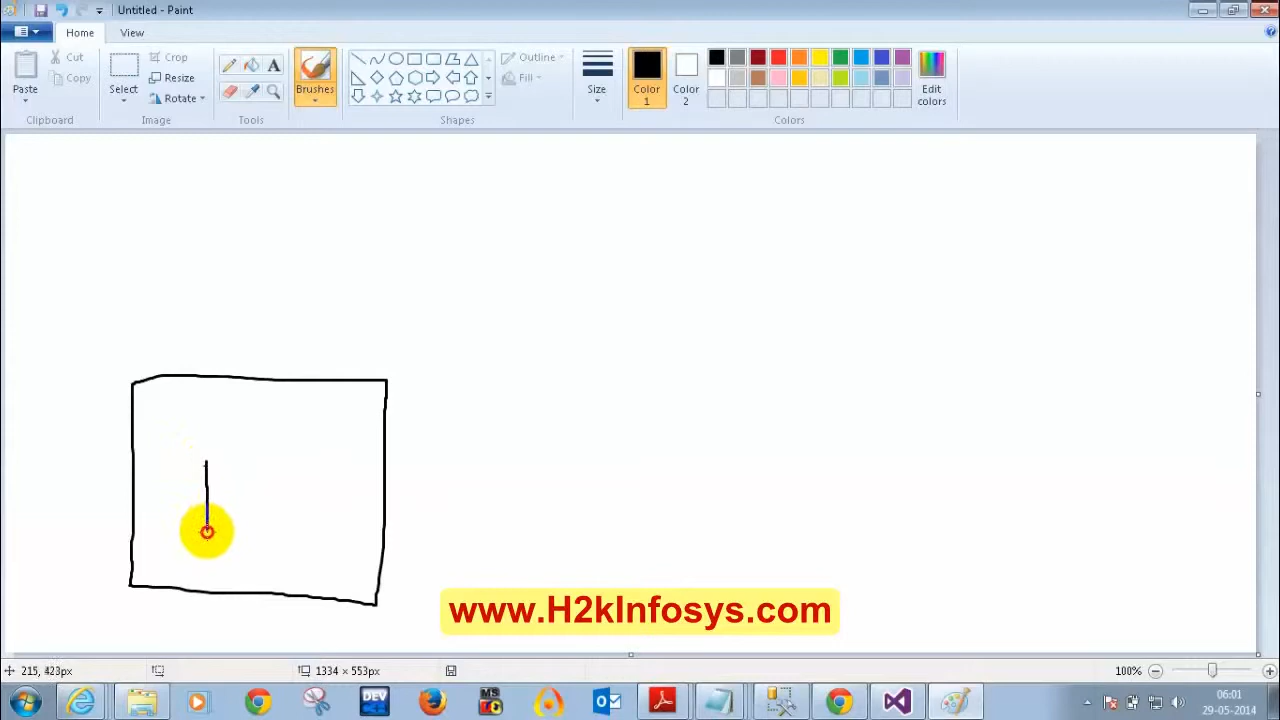 Untitled - Paint
Home
View
Paste
Cut
Copy
Clipboard
Select
Crop
Resize
Rotate
Image
A
Tools
Brushes
Shapes
Outline
Fill
Size
Color 1
Color 2
Edit colors
Colors
www.H2kInfosys.com
215, 423px
1334 × 553px
100%
DEV
MS
06:01
29-05-2014